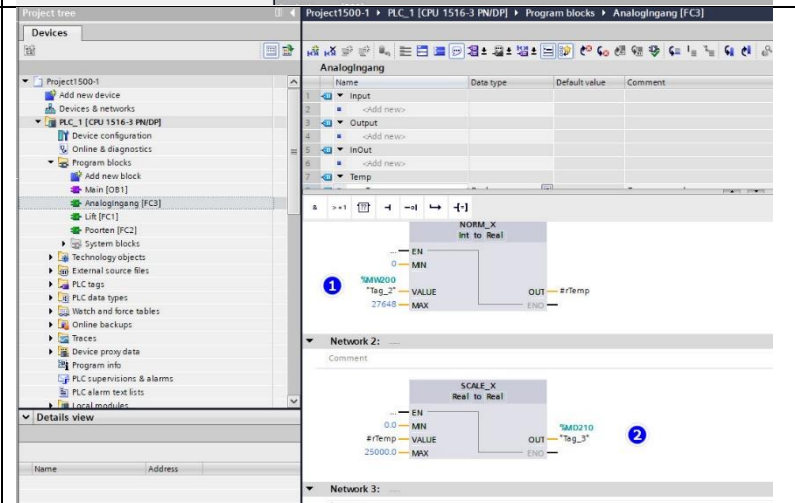 Project tree
Project1500-1 ▸ PLC_1 [CPU 1516-3 PN/DP] ▸ Program blocks ▸ AnalogIngang [FC3]
Devices
AnalogIngang
Name Data type Default value Comment
1 Input
2 <Add new>
3 Output
4 <Add new>
5 InOut
6 <Add new>
7 Temp
Project1500-1
Add new device
Devices & networks
PLC_1 [CPU 1516-3 PN/DP]
Device configuration
Online & diagnostics
Program blocks
Add new block
Main [OB1]
AnalogIngang [FC3]
Lift [FC1]
Poorten [FC2]
System blocks
Technology objects
External source files
PLC tags
PLC data types
Watch and force tables
Online backups
Traces
Device proxy data
Program info
PLC supervisions & alarms
PLC alarm text lists
Local modules
Details view
Name Address
& >=1 [??] ⊣ –o| ↦ –[=]
NORM_X
Int to Real
... EN
0 MIN
1
%MW200
"Tag_2" VALUE OUT #rTemp
27648 MAX ENO
Network 2: .....
Comment
SCALE_X
Real to Real
... EN
0.0 MIN
%MD210
#rTemp VALUE OUT "Tag_3"
2
25000.0 MAX ENO
Network 3: .....